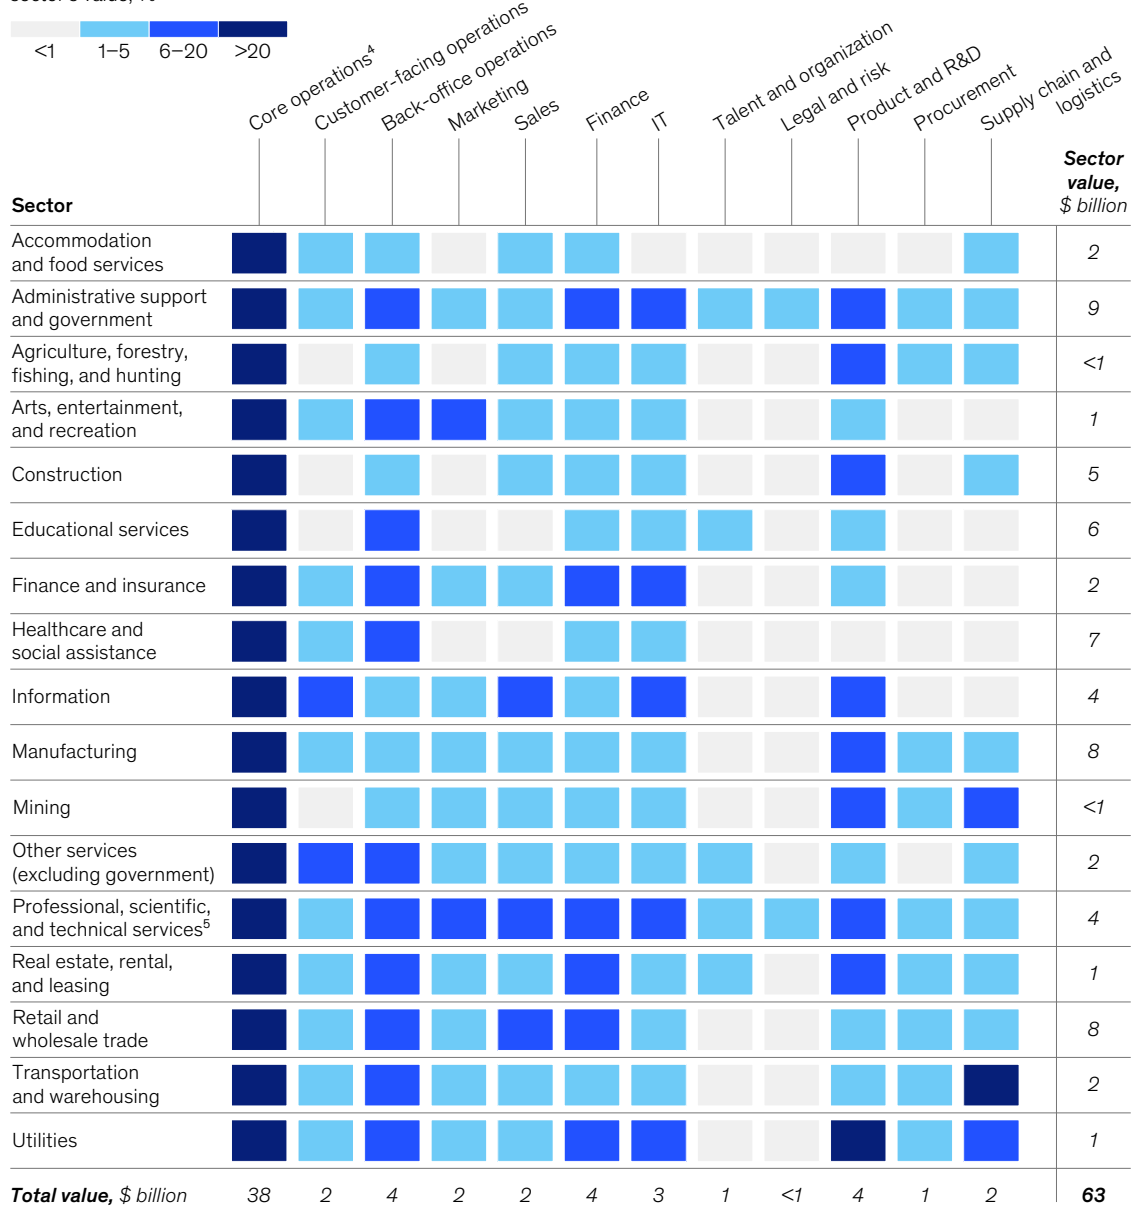 <1
1–5
6–20
>20
Core operations⁴
Customer-facing operations
Back-office operations
Marketing
Sales
Finance
IT
Talent and organization
Legal and risk
Product and R&D
Procurement
Supply chain and
logistics
Sector
Sector
value,
$ billion
Accommodation
and food services
2
Administrative support
and government
9
Agriculture, forestry,
fishing, and hunting
<1
Arts, entertainment,
and recreation
1
Construction
5
Educational services
6
Finance and insurance
2
Healthcare and
social assistance
7
Information
4
Manufacturing
8
Mining
<1
Other services
(excluding government)
2
Professional, scientific,
and technical services⁵
4
Real estate, rental,
and leasing
1
Retail and
wholesale trade
8
Transportation
and warehousing
2
Utilities
1
Total value, $ billion 38 2 4 2 2 4 3 1 <1 4 1 2 63